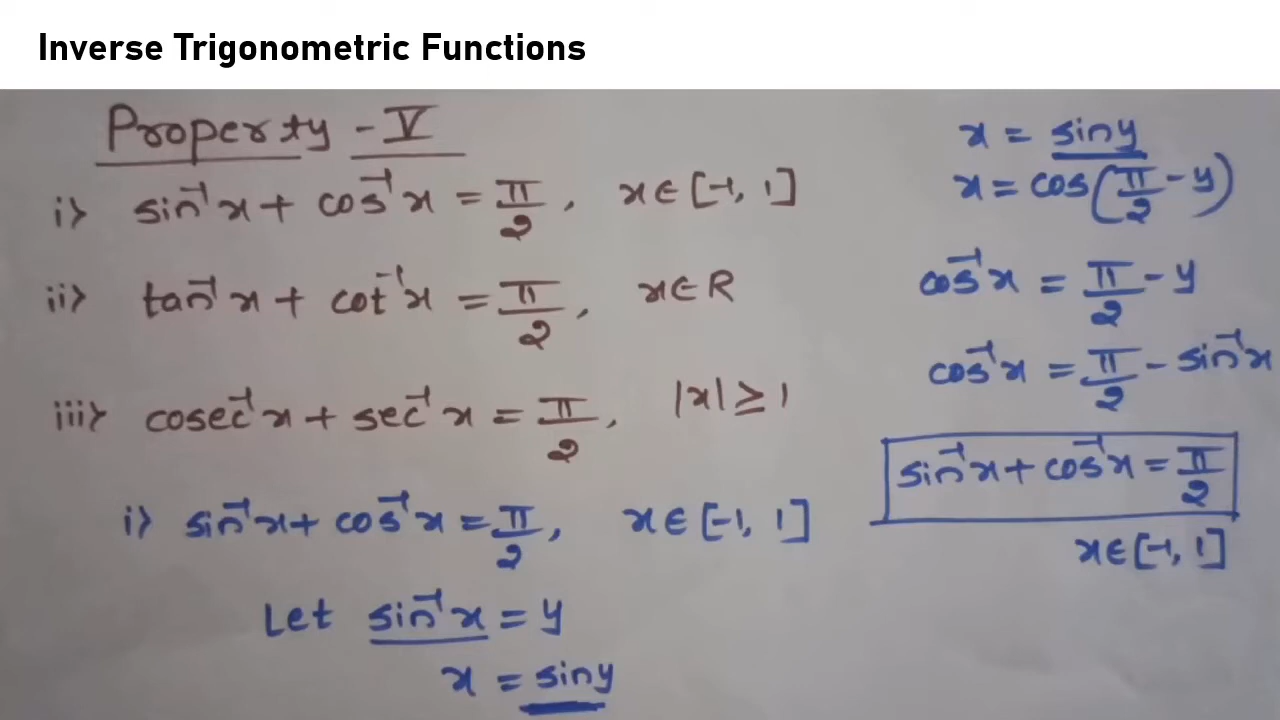 Inverse Trigonometric Functions
Property - V
i> sin⁻¹x + cos⁻¹x = π/2, x ∈ [-1, 1]
ii> tan⁻¹x + cot⁻¹x = π/2, x ∈ R
iii> cosec⁻¹x + sec⁻¹x = π/2, |x| ≥ 1
i> sin⁻¹x + cos⁻¹x = π/2, x ∈ [-1, 1]
Let sin⁻¹x = y
x = siny
x = siny
x = cos(π/2 - y)
cos⁻¹x = π/2 - y
cos⁻¹x = π/2 - sin⁻¹x
sin⁻¹x + cos⁻¹x = π/2
x ∈ [-1, 1]